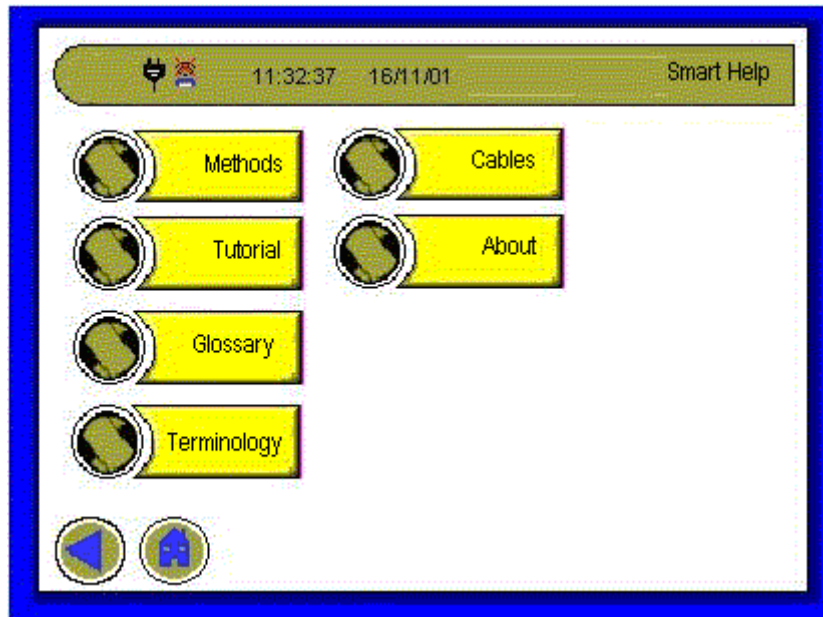 11:32:37 16/11/01 Smart Help
Methods
Cables
Tutorial
About
Glossary
Terminology